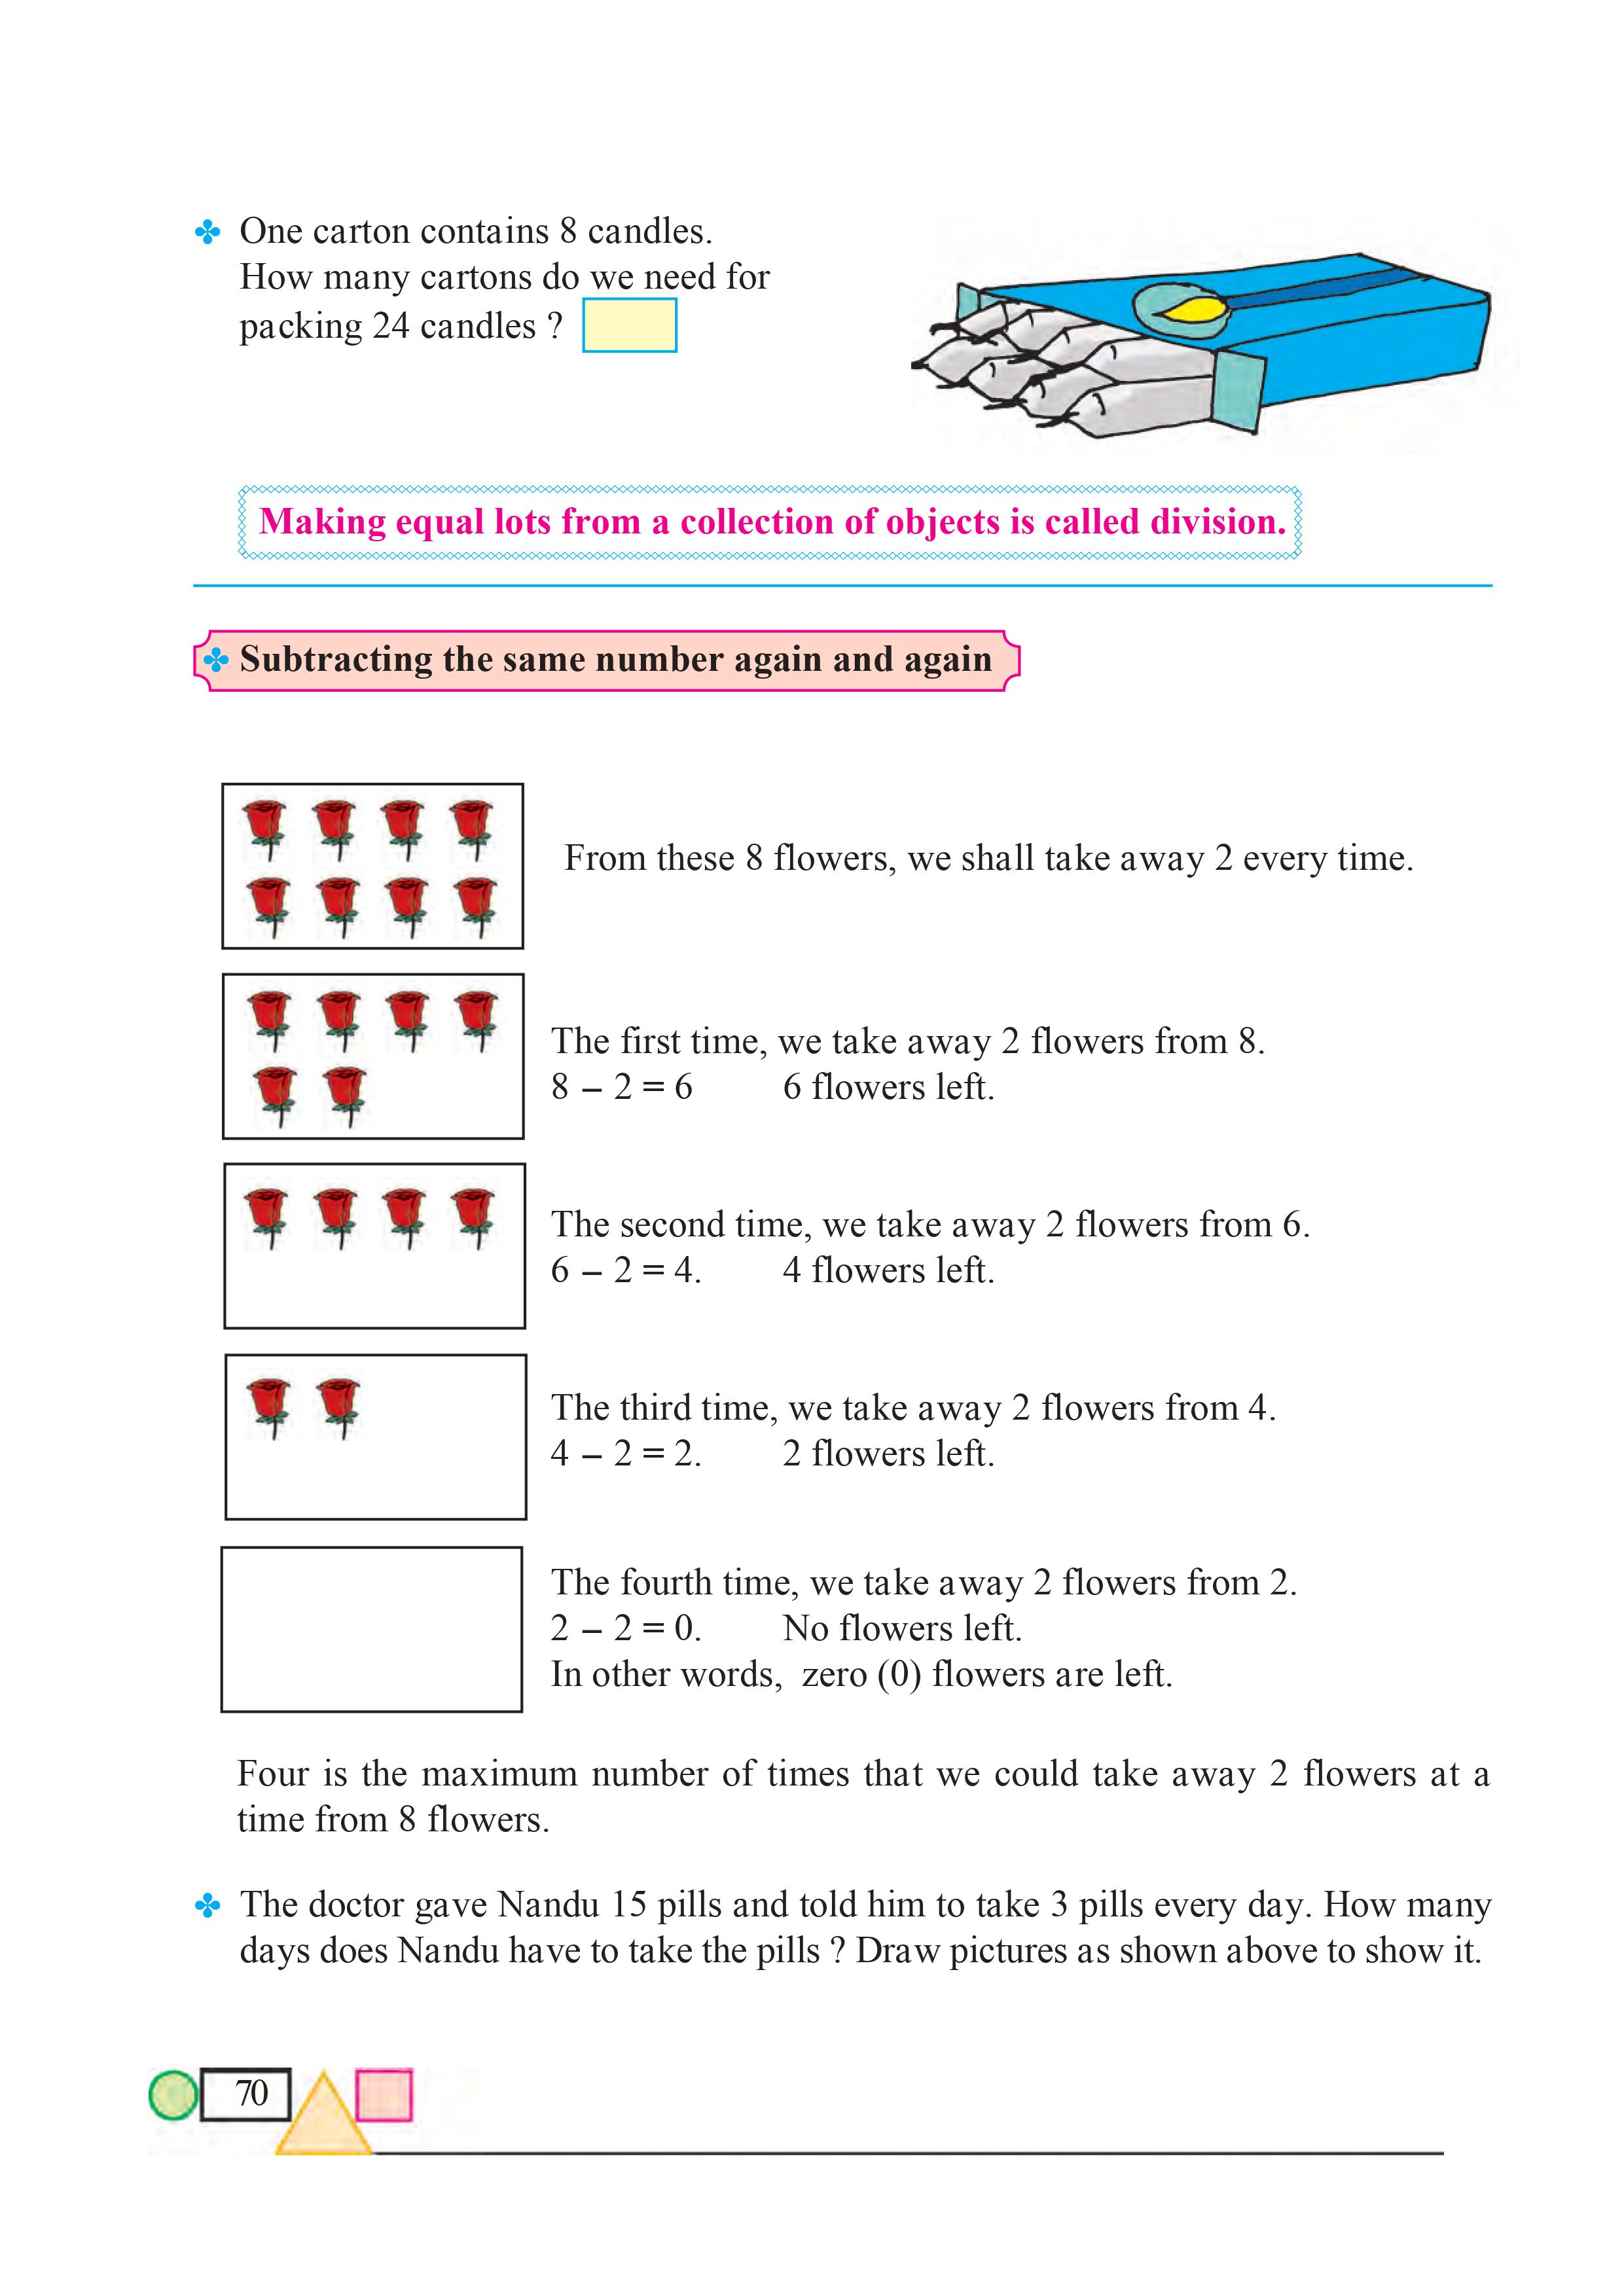 One carton contains 8 candles.
How many cartons do we need for
packing 24 candles ?
Making equal lots from a collection of objects is called division.
Subtracting the same number again and again
From these 8 flowers, we shall take away 2 every time.
The first time, we take away 2 flowers from 8.
8 – 2 = 6 6 flowers left.
The second time, we take away 2 flowers from 6.
6 – 2 = 4. 4 flowers left.
The third time, we take away 2 flowers from 4.
4 – 2 = 2. 2 flowers left.
The fourth time, we take away 2 flowers from 2.
2 – 2 = 0. No flowers left.
In other words, zero (0) flowers are left.
Four is the maximum number of times that we could take away 2 flowers at a
time from 8 flowers.
The doctor gave Nandu 15 pills and told him to take 3 pills every day. How many
days does Nandu have to take the pills ? Draw pictures as shown above to show it.
70